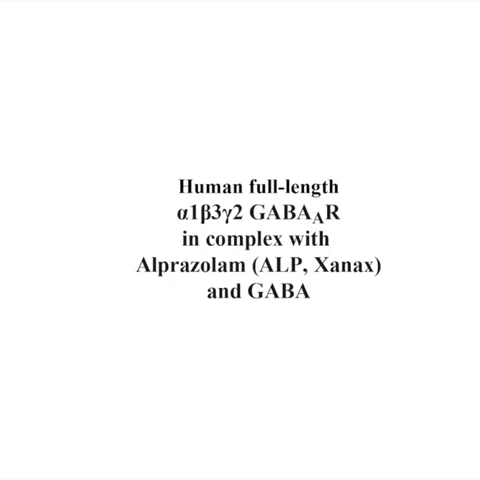 Human full-length
α1β3γ2 GABAAR
in complex with
Alprazolam (ALP, Xanax)
and GABA